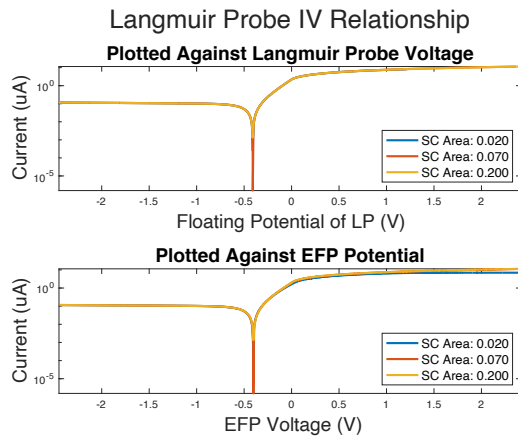 Langmuir Probe IV Relationship
Plotted Against Langmuir Probe Voltage
Current (uA)
10^0
10^-5
SC Area: 0.020
SC Area: 0.070
SC Area: 0.200
-2 -1.5 -1 -0.5 0 0.5 1 1.5 2
Floating Potential of LP (V)
Plotted Against EFP Potential
Current (uA)
10^0
10^-5
SC Area: 0.020
SC Area: 0.070
SC Area: 0.200
-2 -1.5 -1 -0.5 0 0.5 1 1.5 2
EFP Voltage (V)